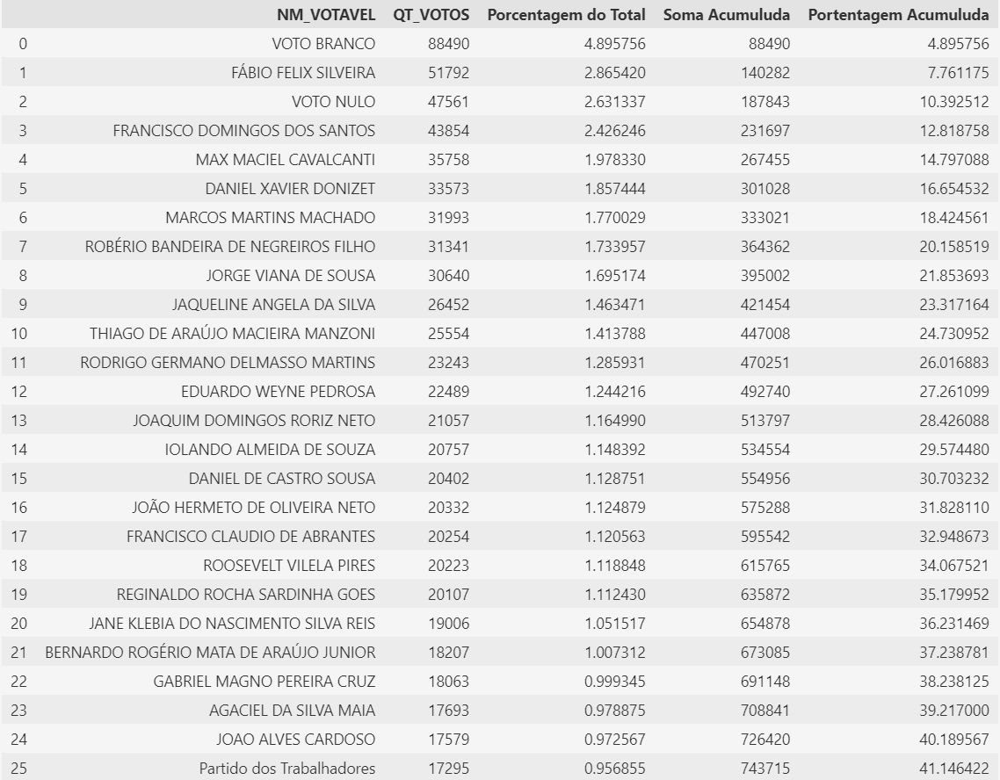 NM_VOTAVEL QT_VOTOS Porcentagem do Total Soma Acumuluda Portentagem Acumuluda
0 VOTO BRANCO 88490 4.895756 88490 4.895756
1 FÁBIO FELIX SILVEIRA 51792 2.865420 140282 7.761175
2 VOTO NULO 47561 2.631337 187843 10.392512
3 FRANCISCO DOMINGOS DOS SANTOS 43854 2.426246 231697 12.818758
4 MAX MACIEL CAVALCANTI 35758 1.978330 267455 14.797088
5 DANIEL XAVIER DONIZET 33573 1.857444 301028 16.654532
6 MARCOS MARTINS MACHADO 31993 1.770029 333021 18.424561
7 ROBÉRIO BANDEIRA DE NEGREIROS FILHO 31341 1.733957 364362 20.158519
8 JORGE VIANA DE SOUSA 30640 1.695174 395002 21.853693
9 JAQUELINE ANGELA DA SILVA 26452 1.463471 421454 23.317164
10 THIAGO DE ARAÚJO MACIEIRA MANZONI 25554 1.413788 447008 24.730952
11 RODRIGO GERMANO DELMASSO MARTINS 23243 1.285931 470251 26.016883
12 EDUARDO WEYNE PEDROSA 22489 1.244216 492740 27.261099
13 JOAQUIM DOMINGOS RORIZ NETO 21057 1.164990 513797 28.426088
14 IOLANDO ALMEIDA DE SOUZA 20757 1.148392 534554 29.574480
15 DANIEL DE CASTRO SOUSA 20402 1.128751 554956 30.703232
16 JOÃO HERMETO DE OLIVEIRA NETO 20332 1.124879 575288 31.828110
17 FRANCISCO CLAUDIO DE ABRANTES 20254 1.120563 595542 32.948673
18 ROOSEVELT VILELA PIRES 20223 1.118848 615765 34.067521
19 REGINALDO ROCHA SARDINHA GOES 20107 1.112430 635872 35.179952
20 JANE KLEBIA DO NASCIMENTO SILVA REIS 19006 1.051517 654878 36.231469
21 BERNARDO ROGÉRIO MATA DE ARAÚJO JUNIOR 18207 1.007312 673085 37.238781
22 GABRIEL MAGNO PEREIRA CRUZ 18063 0.999345 691148 38.238125
23 AGACIEL DA SILVA MAIA 17693 0.978875 708841 39.217000
24 JOAO ALVES CARDOSO 17579 0.972567 726420 40.189567
25 Partido dos Trabalhadores 17295 0.956855 743715 41.146422